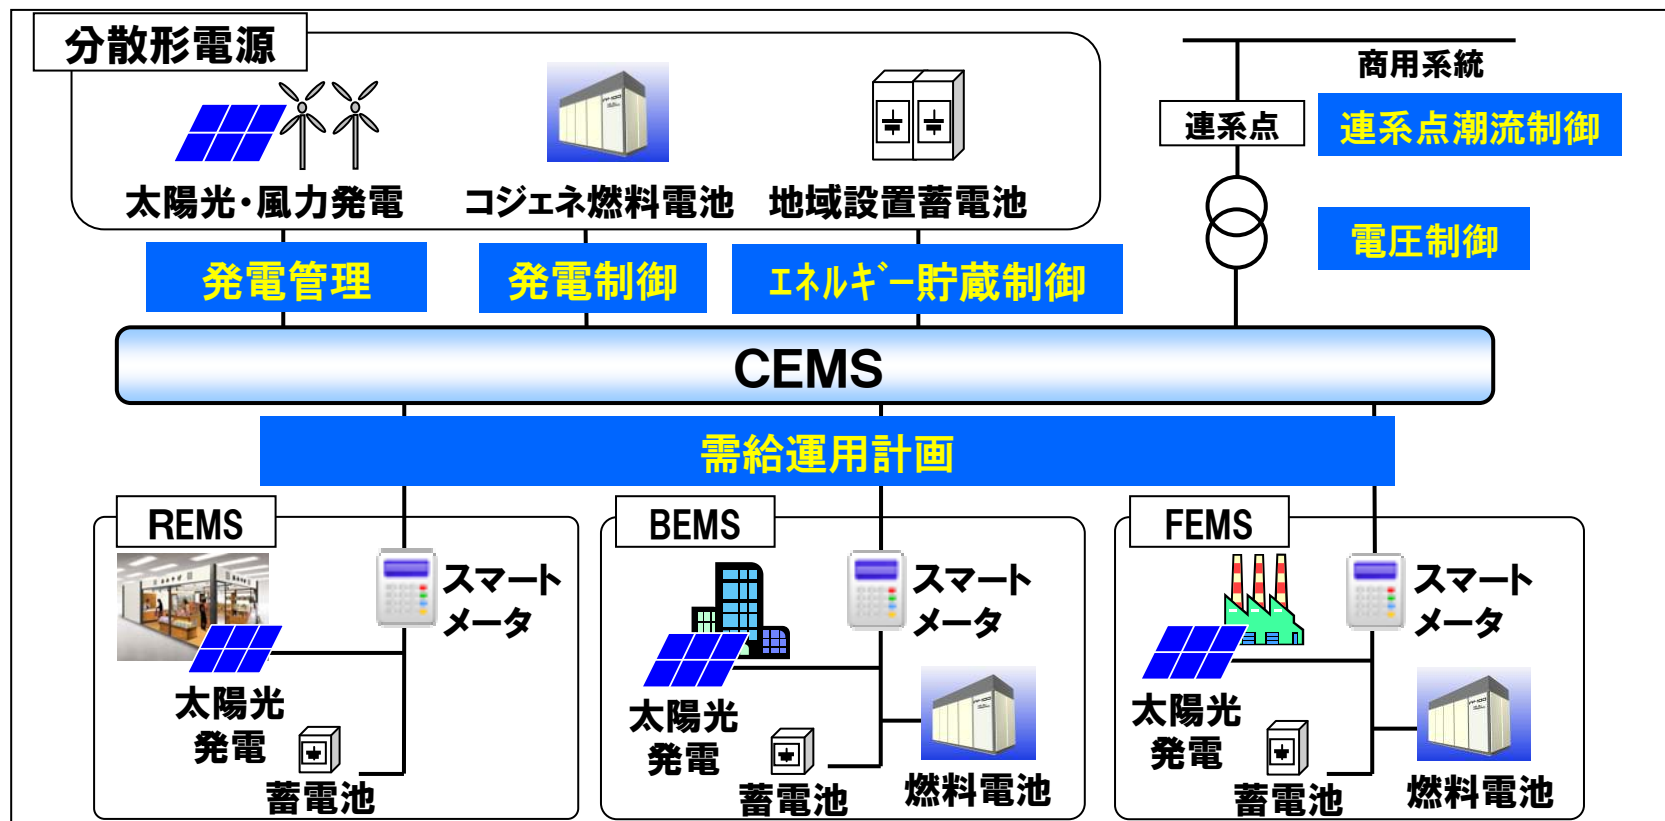 分散形電源
商用系統
連系点
連系点潮流制御
太陽光・風力発電
コジェネ燃料電池
地域設置蓄電池
電圧制御
発電管理
発電制御
ｴﾈﾙｷﾞｰ貯蔵制御
CEMS
需給運用計画
REMS
スマート
メータ
太陽光
発電
蓄電池
BEMS
スマート
メータ
太陽光
発電
蓄電池
燃料電池
FEMS
スマート
メータ
太陽光
発電
蓄電池
燃料電池